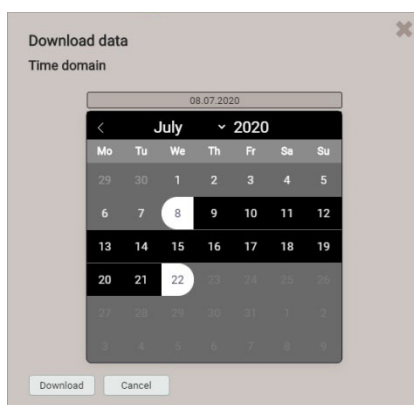 Download data
Time domain
08.07.2020
July 2020
Mo Tu We Th Fr Sa Su
29 30 1 2 3 4 5
6 7 8 9 10 11 12
13 14 15 16 17 18 19
20 21 22 23 24 25 26
27 28 29 30 31 1 2
3 4 5 6 7 8 9
Download Cancel